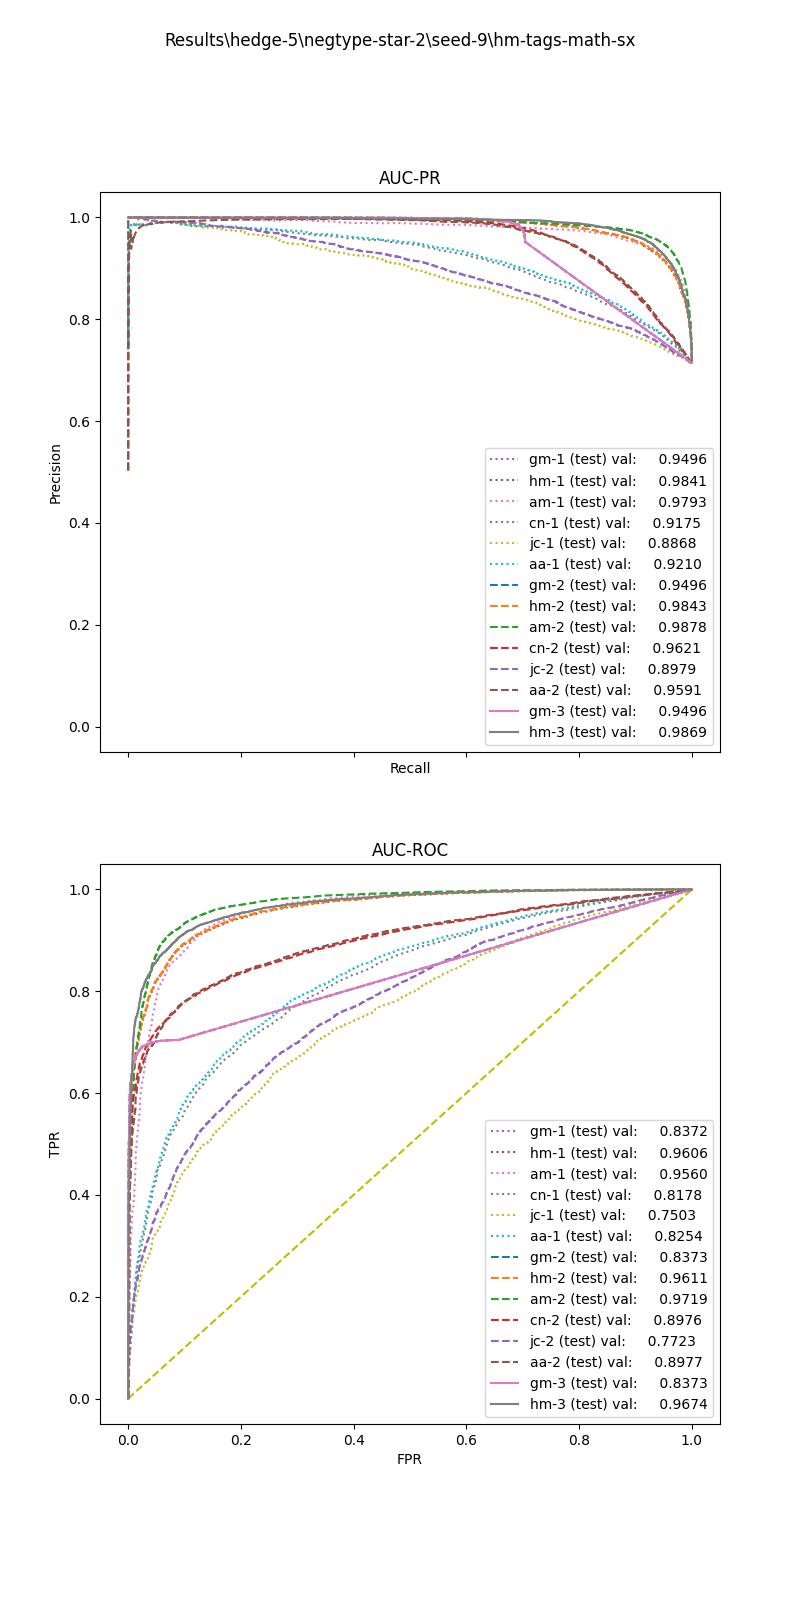 Results\hedge-5\negtype-star-2\seed-9\hm-tags-math-sx
AUC-PR
1.0
0.8
0.6
0.4
0.2
0.0
Precision
gm-1 (test) val: 0.9496
hm-1 (test) val: 0.9841
am-1 (test) val: 0.9793
cn-1 (test) val: 0.9175
jc-1 (test) val: 0.8868
aa-1 (test) val: 0.9210
gm-2 (test) val: 0.9496
hm-2 (test) val: 0.9843
am-2 (test) val: 0.9878
cn-2 (test) val: 0.9621
jc-2 (test) val: 0.8979
aa-2 (test) val: 0.9591
gm-3 (test) val: 0.9496
hm-3 (test) val: 0.9869
Recall
AUC-ROC
1.0
0.8
0.6
0.4
0.2
0.0
TPR
gm-1 (test) val: 0.8372
hm-1 (test) val: 0.9606
am-1 (test) val: 0.9560
cn-1 (test) val: 0.8178
jc-1 (test) val: 0.7503
aa-1 (test) val: 0.8254
gm-2 (test) val: 0.8373
hm-2 (test) val: 0.9611
am-2 (test) val: 0.9719
cn-2 (test) val: 0.8976
jc-2 (test) val: 0.7723
aa-2 (test) val: 0.8977
gm-3 (test) val: 0.8373
hm-3 (test) val: 0.9674
0.0 0.2 0.4 0.6 0.8 1.0
FPR